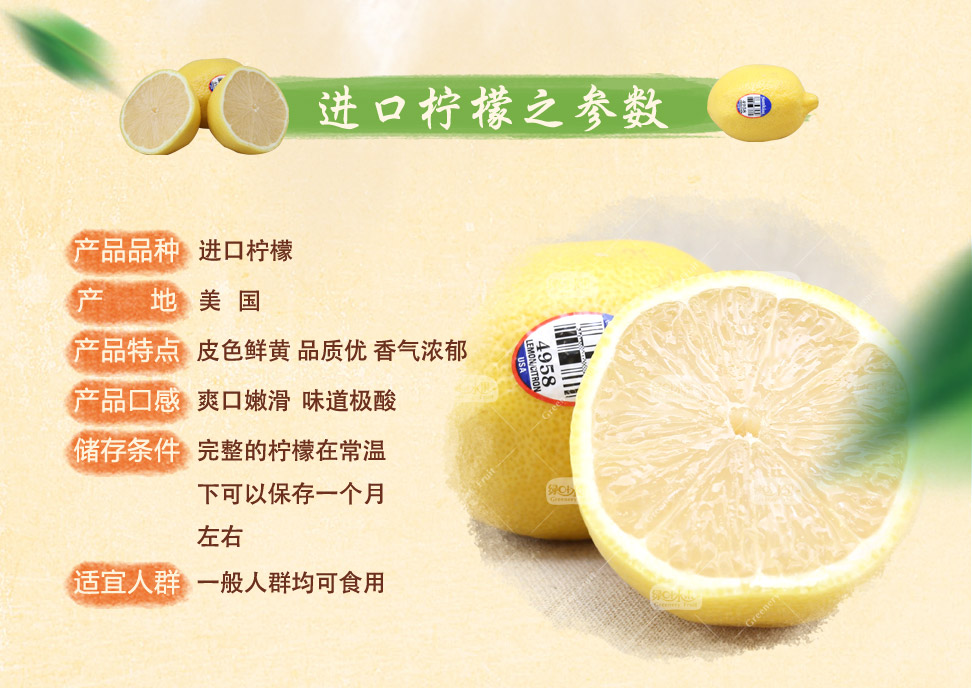 进口柠檬之参数
产品品种 进口柠檬
产 地 美 国
产品特点 皮色鲜黄 品质优 香气浓郁
产品口感 爽口嫩滑 味道极酸
储存条件 完整的柠檬在常温
下可以保存一个月
左右
适宜人群 一般人群均可食用
4958
LEMON/CITRON
USA